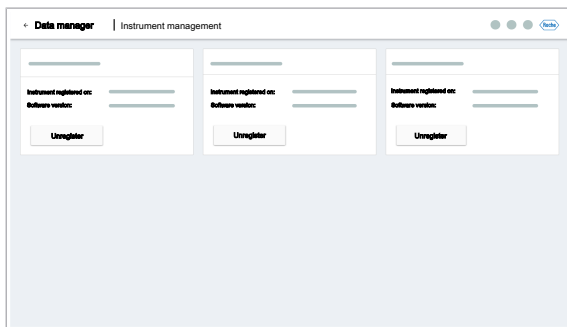 ← Data manager | Instrument management Roche
Instrument registered on: Instrument registered on: Instrument registered on:
Software version: Software version: Software version:
Unregister Unregister Unregister